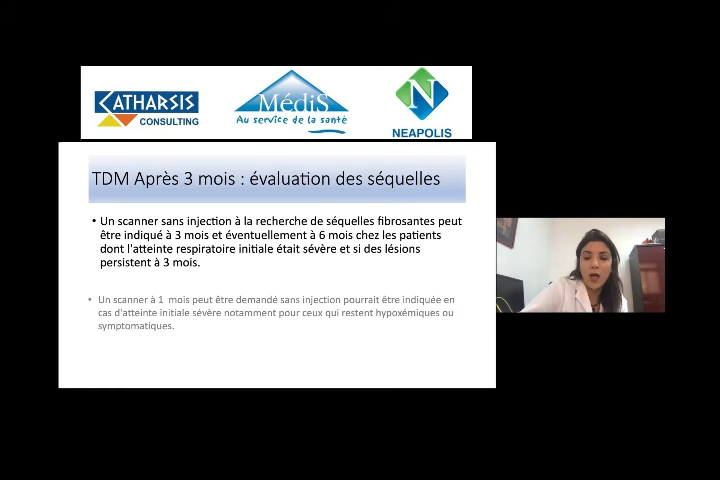 CATHARSIS
CONSULTING
MédiS
Au service de la santé
N
NEAPOLIS
TDM Après 3 mois : évaluation des séquelles
• Un scanner sans injection à la recherche de séquelles fibrosantes peut
être indiqué à 3 mois et éventuellement à 6 mois chez les patients
dont l'atteinte respiratoire initiale était sévère et si des lésions
persistent à 3 mois.
• Un scanner à 1 mois peut être demandé sans injection pourrait être indiquée en
cas d'atteinte initiale sévère notamment pour ceux qui restent hypoxémiques ou
symptomatiques.